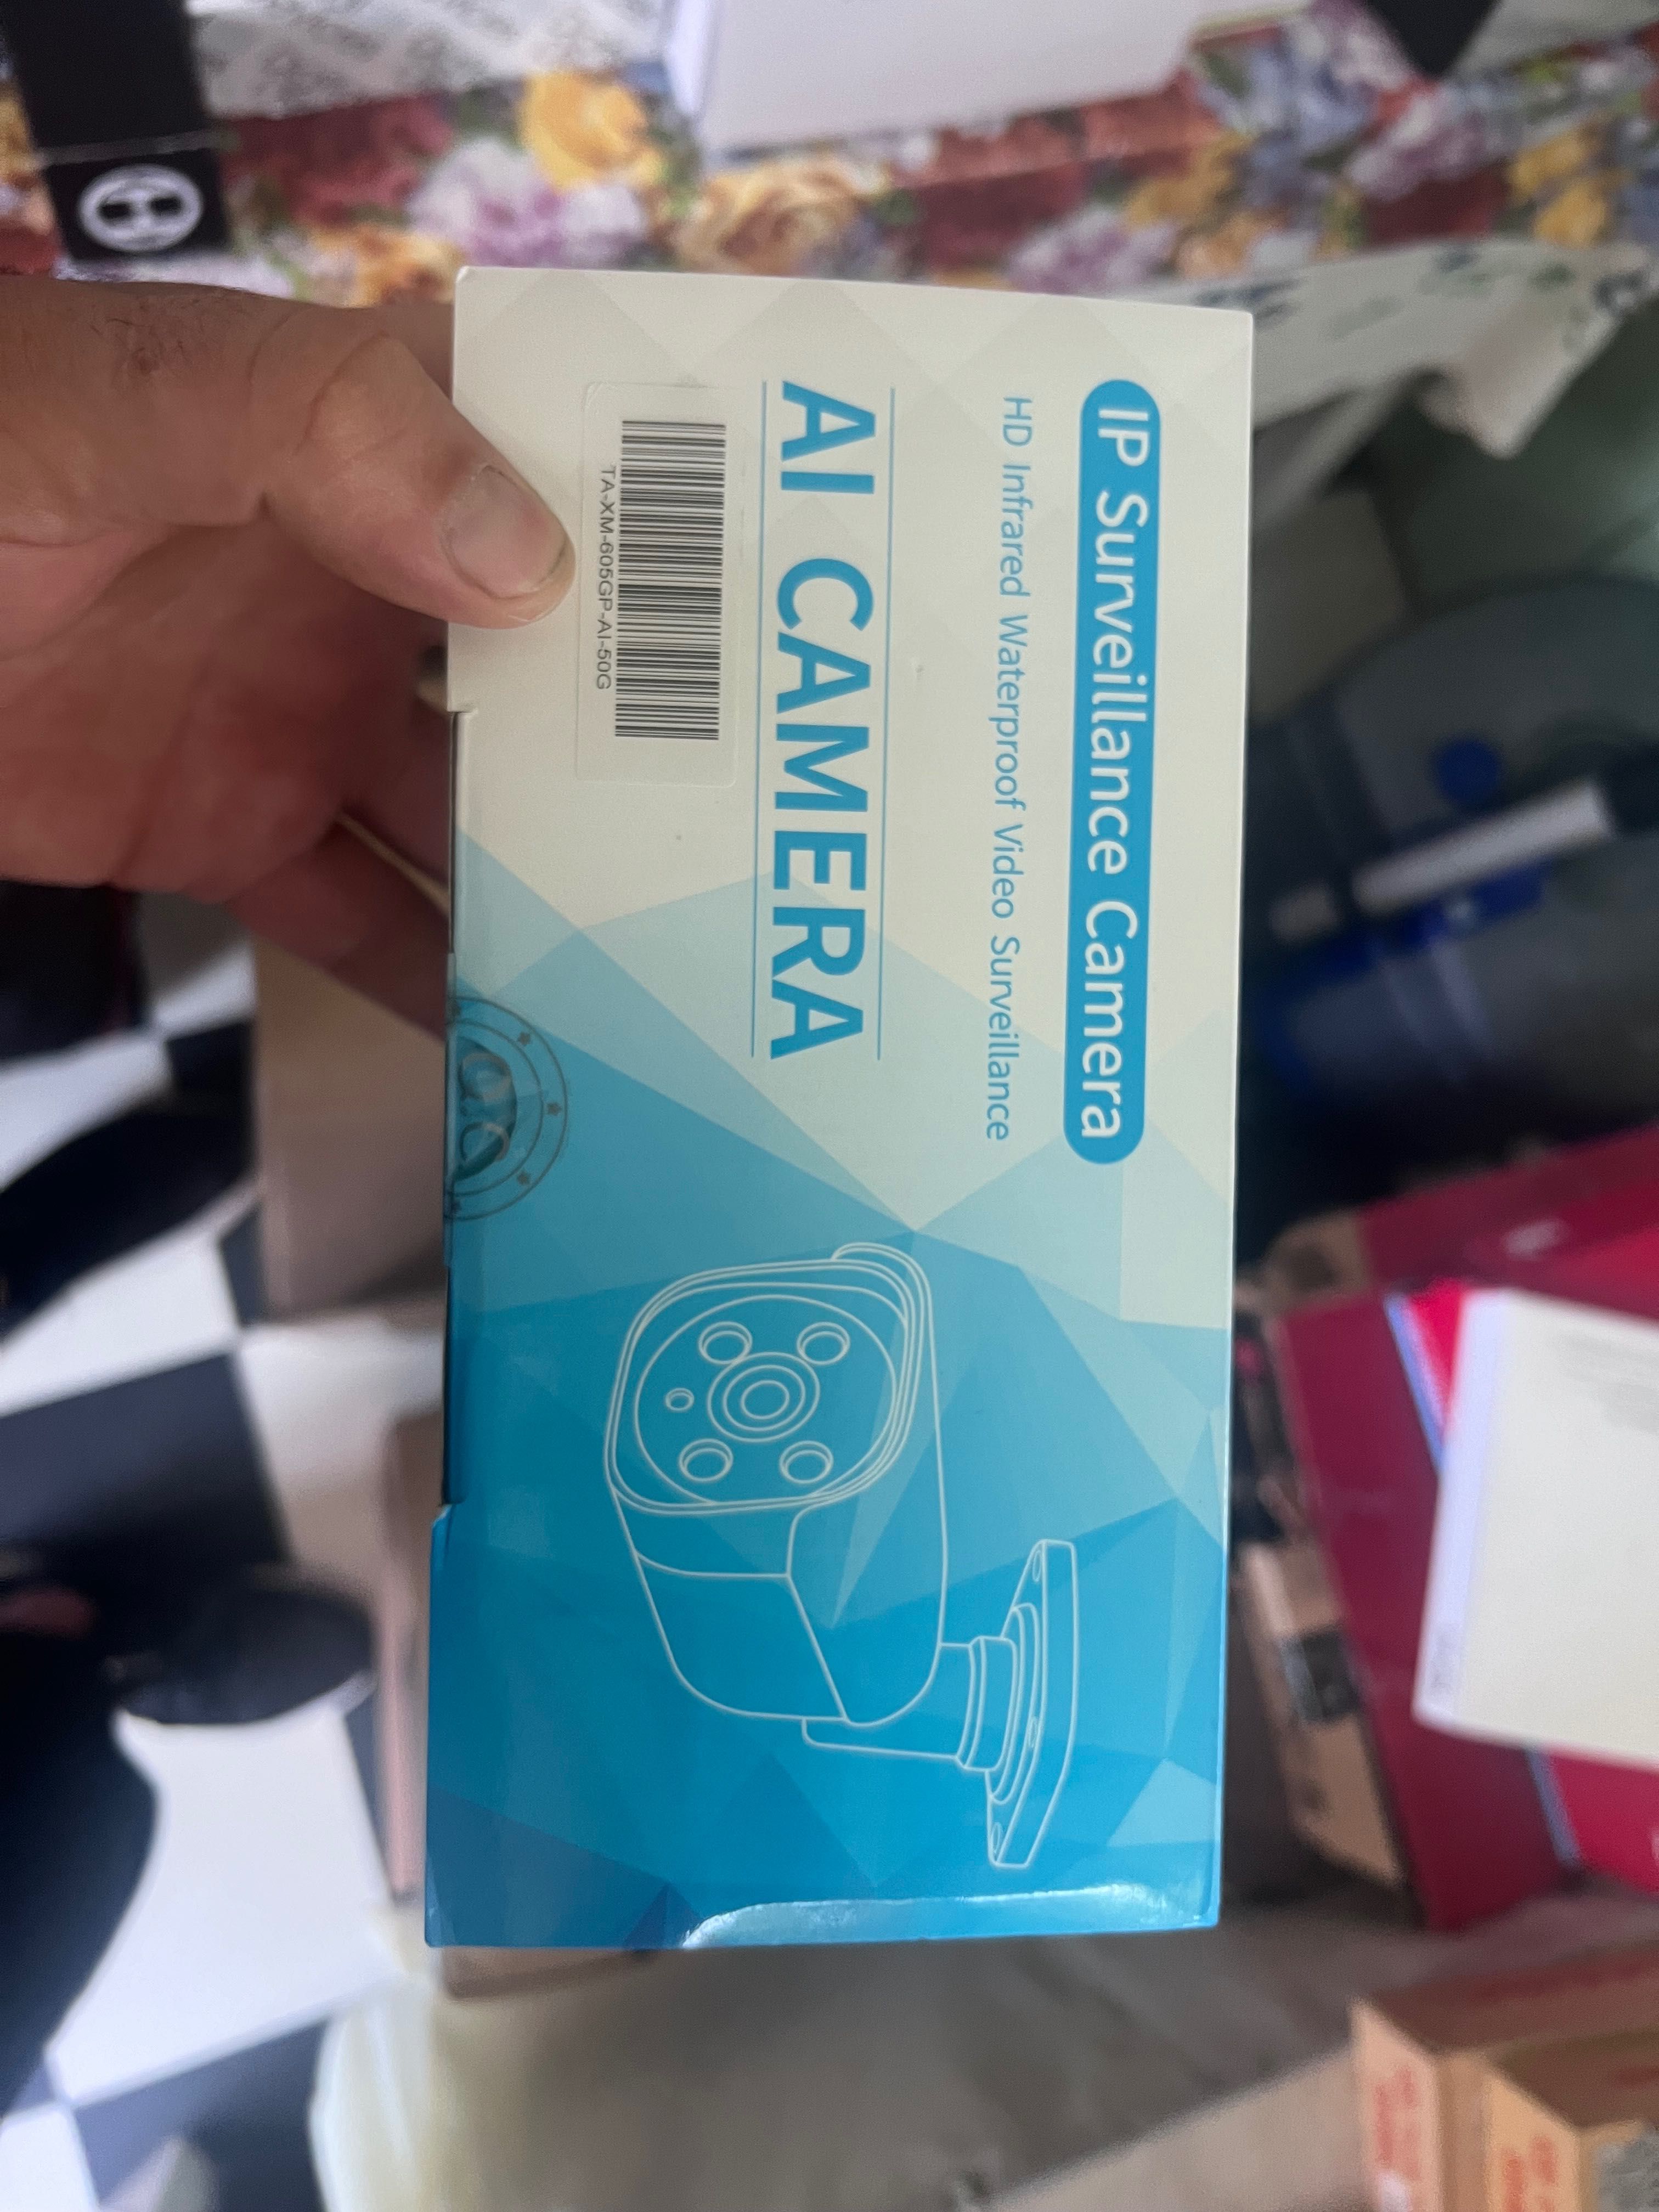 IP Surveillance Camera
HD Infrared Waterproof Video Surveillance
AI CAMERA
TA-XM-605GP-AI-50G